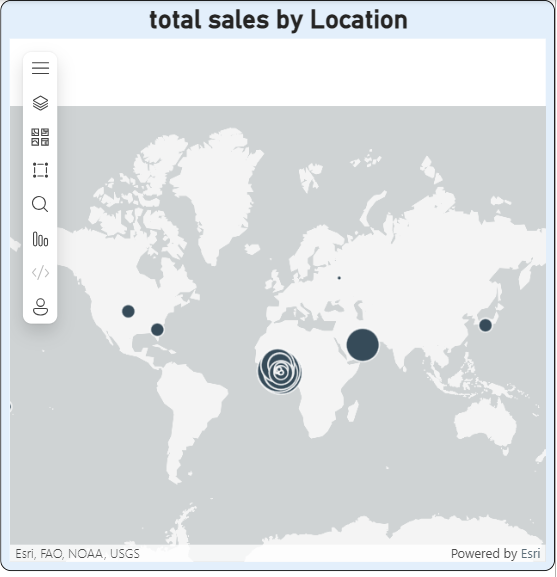 total sales by Location
Esri, FAO, NOAA, USGS
Powered by Esri